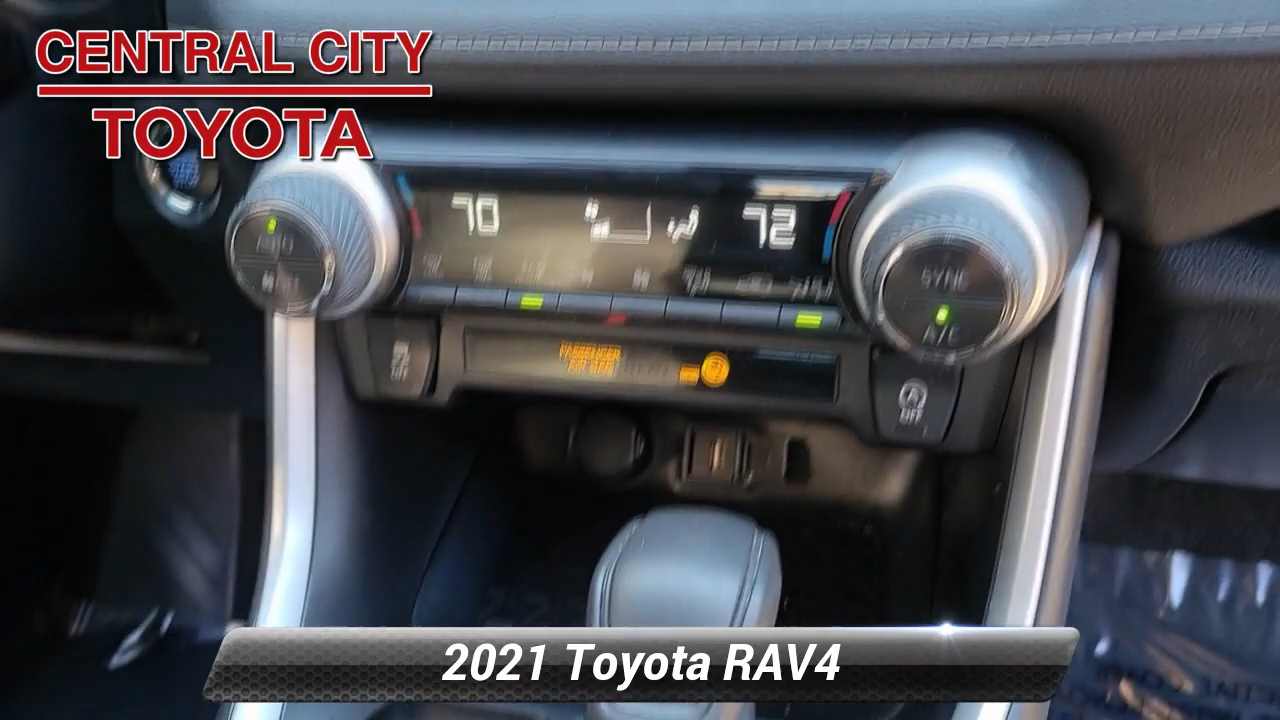 CENTRAL CITY
TOYOTA
70 72
SYNC
A/C
PASSENGER
AIR BAG
OFF
2021 Toyota RAV4